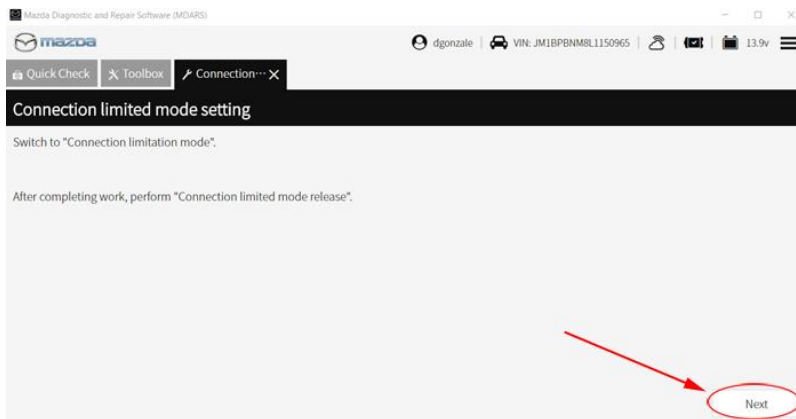 Mazda Diagnostic and Repair Software (MDARS)
mazda
dgonzale VIN: JM1BPBNM8L1150965 13.9v
Quick Check Toolbox Connection···
Connection limited mode setting
Switch to "Connection limitation mode".
After completing work, perform "Connection limited mode release".
Next